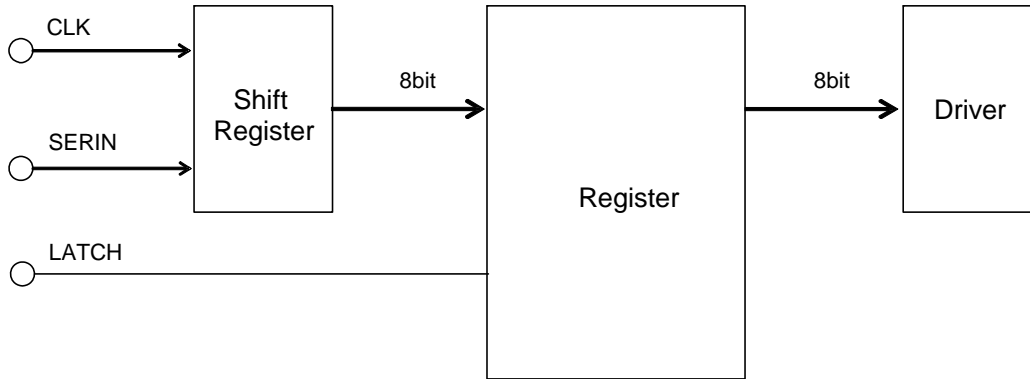 CLK
SERIN
LATCH
Shift
Register
8bit
Register
8bit
Driver